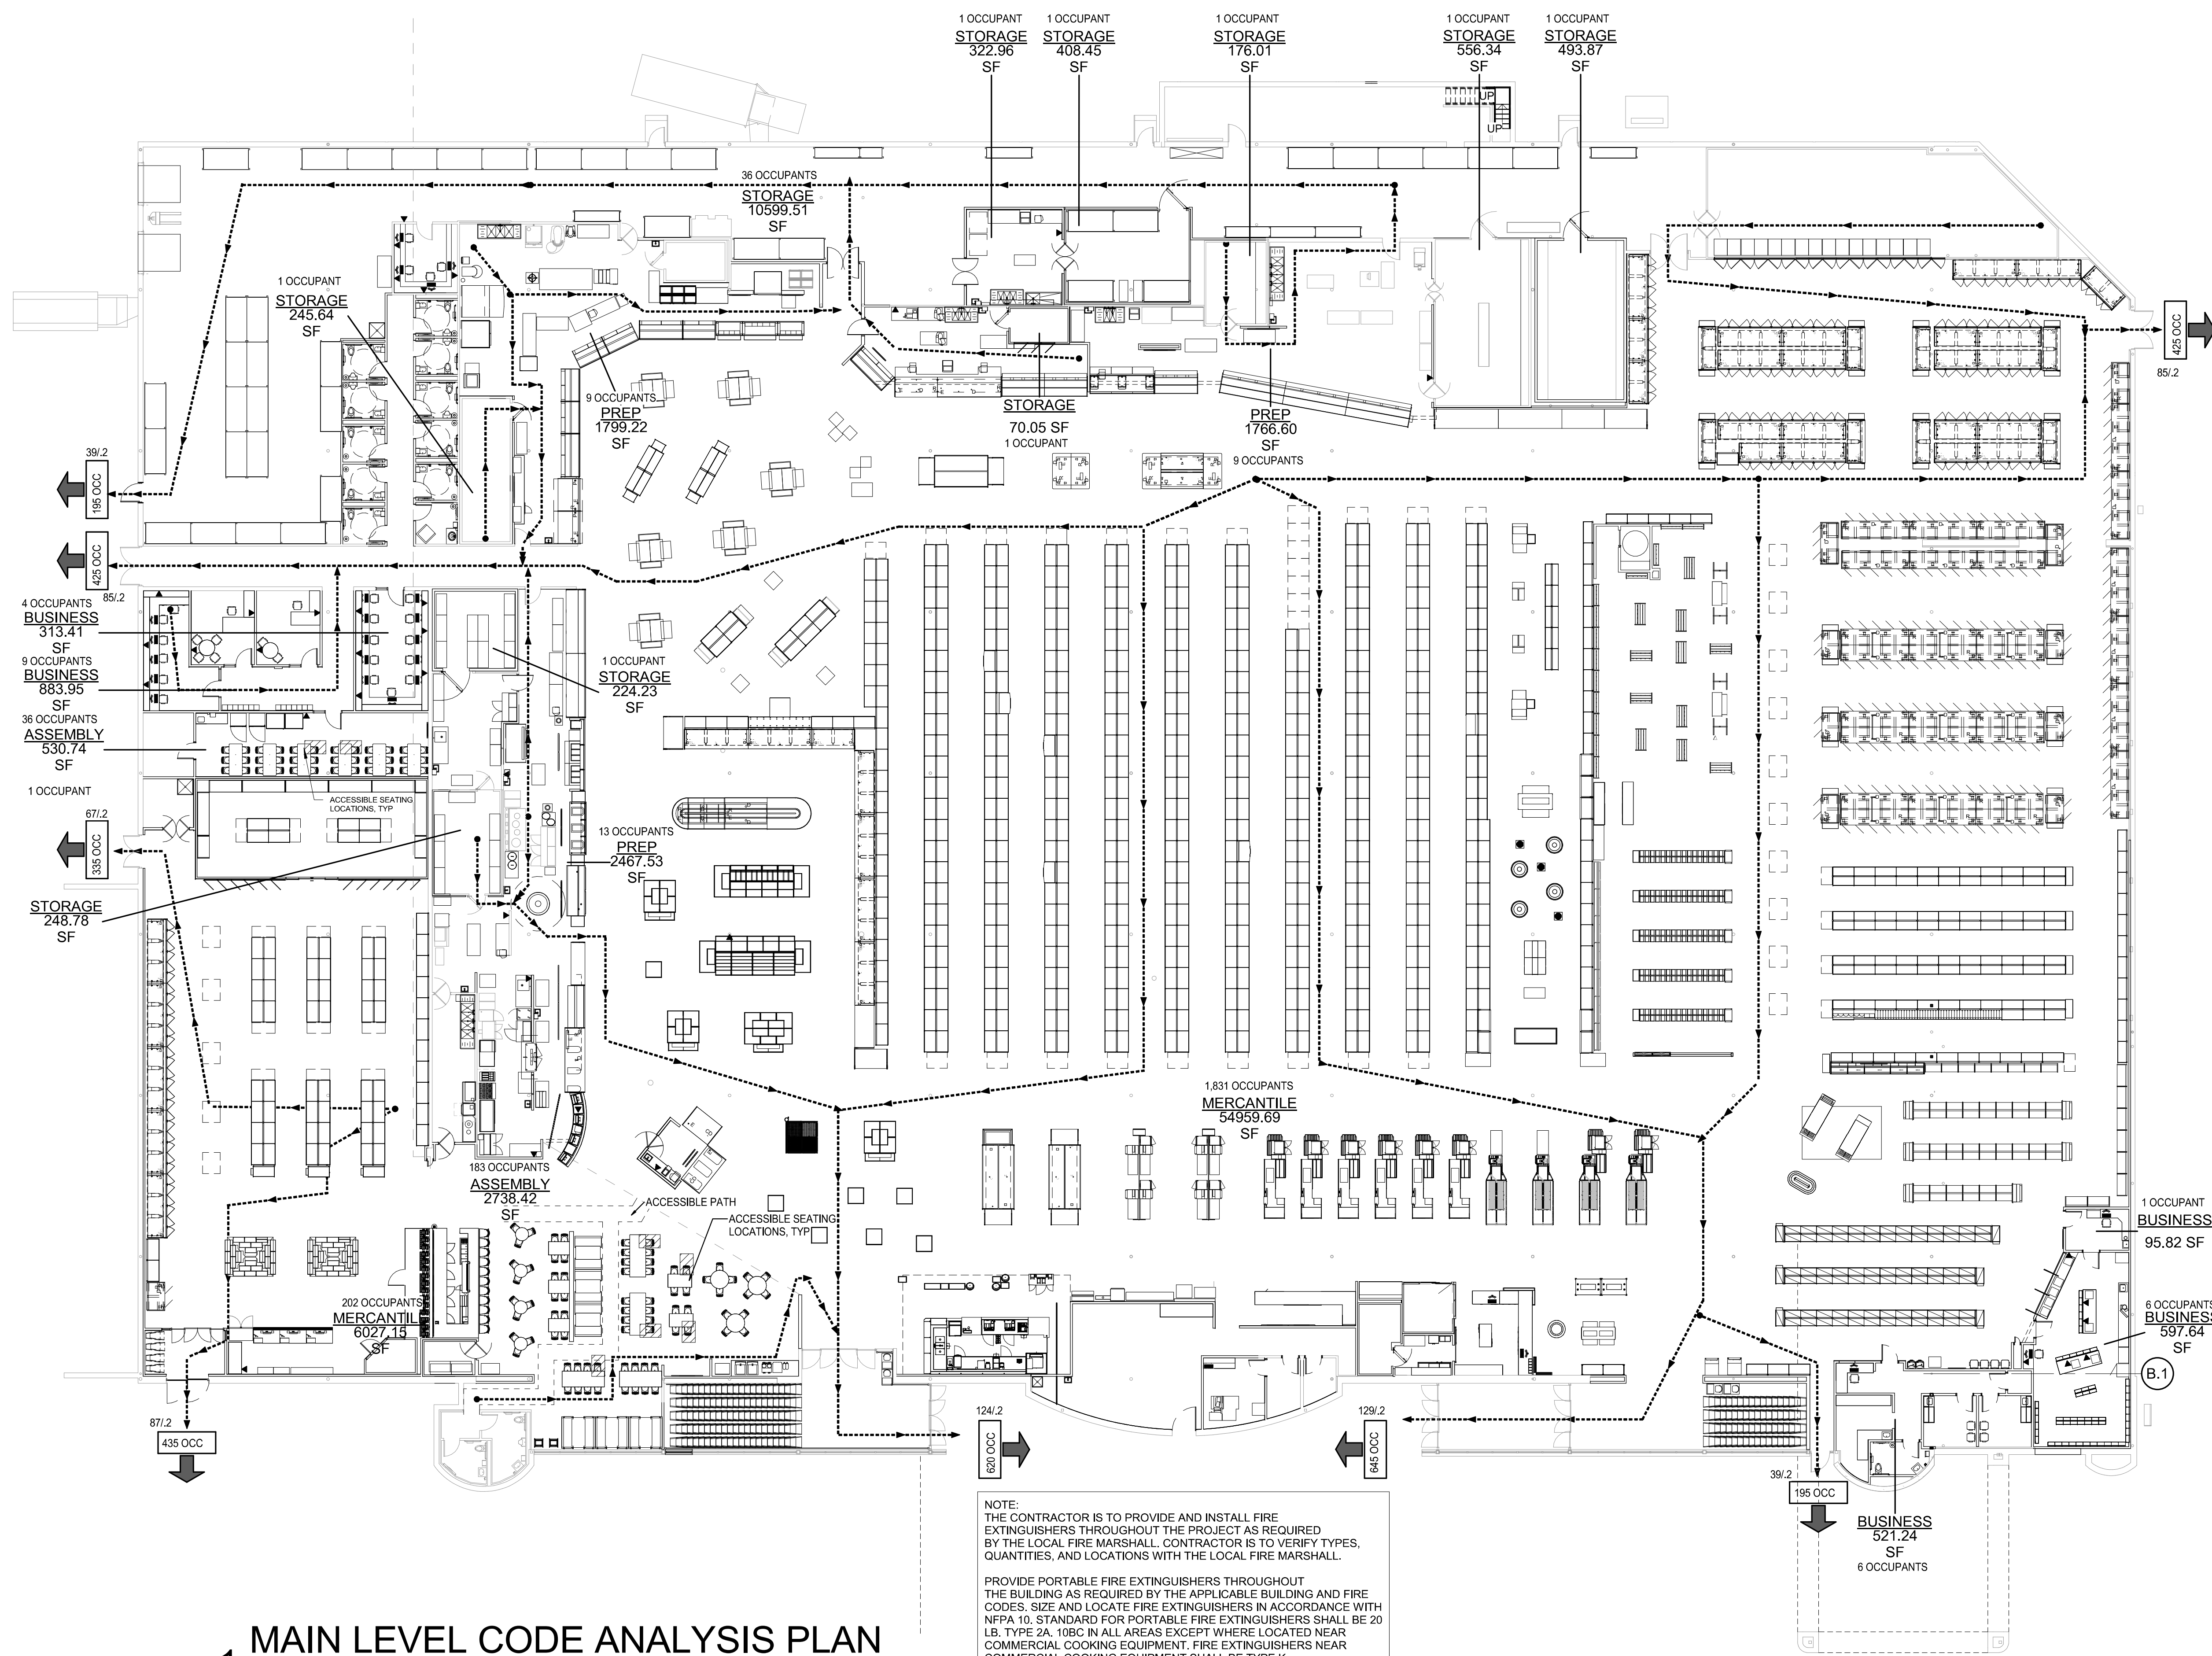 1 OCCUPANT
STORAGE
322.96
SF
1 OCCUPANT
STORAGE
408.45
SF
1 OCCUPANT
STORAGE
176.01
SF
1 OCCUPANT
STORAGE
556.34
SF
1 OCCUPANT
STORAGE
493.87
SF
UP
UP
36 OCCUPANTS
STORAGE
10599.51
SF
1 OCCUPANT
STORAGE
245.64
SF
425 OCC
85/.2
9 OCCUPANTS
PREP
1799.22
SF
STORAGE
70.05 SF
1 OCCUPANT
PREP
1766.60
SF
9 OCCUPANTS
39/.2
195 OCC
425 OCC
85/.2
4 OCCUPANTS
BUSINESS
313.41
SF
9 OCCUPANTS
BUSINESS
883.95
SF
36 OCCUPANTS
ASSEMBLY
530.74
SF
1 OCCUPANT
STORAGE
224.23
SF
1 OCCUPANT
ACCESSIBLE SEATING
LOCATIONS, TYP
67/.2
335 OCC
13 OCCUPANTS
PREP
2467.53
SF
STORAGE
248.78
SF
1,831 OCCUPANTS
MERCANTILE
54959.69
SF
183 OCCUPANTS
ASSEMBLY
2738.42
SF
ACCESSIBLE PATH
ACCESSIBLE SEATING
LOCATIONS, TYP
1 OCCUPANT
BUSINESS
95.82 SF
202 OCCUPANTS
MERCANTIL
6027.15
SF
6 OCCUPANTS
BUSINESS
597.64
SF
B.1
87/.2
435 OCC
124/.2
620 OCC
129/.2
645 OCC
39/.2
195 OCC
BUSINESS
521.24
SF
6 OCCUPANTS
NOTE:
THE CONTRACTOR IS TO PROVIDE AND INSTALL FIRE
EXTINGUISHERS THROUGHOUT THE PROJECT AS REQUIRED
BY THE LOCAL FIRE MARSHALL. CONTRACTOR IS TO VERIFY TYPES,
QUANTITIES, AND LOCATIONS WITH THE LOCAL FIRE MARSHALL.
PROVIDE PORTABLE FIRE EXTINGUISHERS THROUGHOUT
THE BUILDING AS REQUIRED BY THE APPLICABLE BUILDING AND FIRE
CODES. SIZE AND LOCATE FIRE EXTINGUISHERS IN ACCORDANCE WITH
NFPA 10. STANDARD FOR PORTABLE FIRE EXTINGUISHERS SHALL BE 20
LB. TYPE 2A, 10BC IN ALL AREAS EXCEPT WHERE LOCATED NEAR
COMMERCIAL COOKING EQUIPMENT. FIRE EXTINGUISHERS NEAR
COMMERCIAL COOKING EQUIPMENT SHALL BE TYPE K.
MAIN LEVEL CODE ANALYSIS PLAN